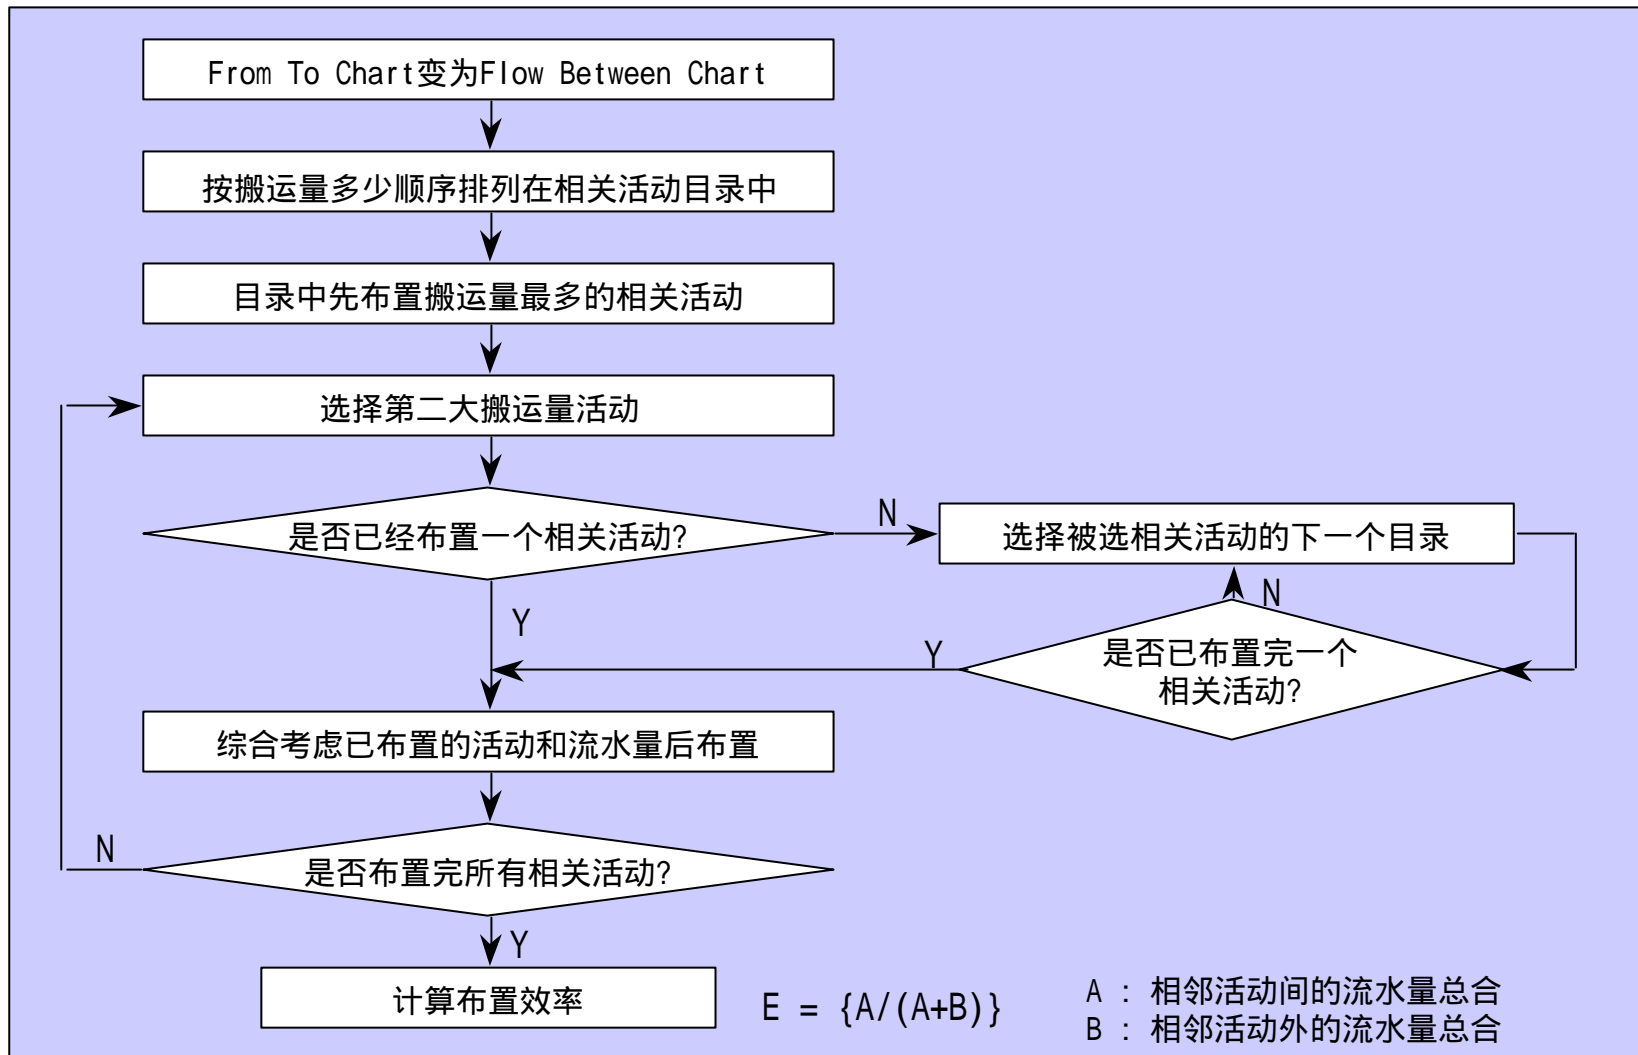 From To Chart变为Flow Between Chart
按搬运量多少顺序排列在相关活动目录中
目录中先布置搬运量最多的相关活动
选择第二大搬运量活动
是否已经布置一个相关活动?
N
选择被选相关活动的下一个目录
N
Y
Y
是否已布置完一个
相关活动?
综合考虑已布置的活动和流水量后布置
N
是否布置完所有相关活动?
Y
计算布置效率
E = {A/(A+B)}
A : 相邻活动间的流水量总合
B : 相邻活动外的流水量总合